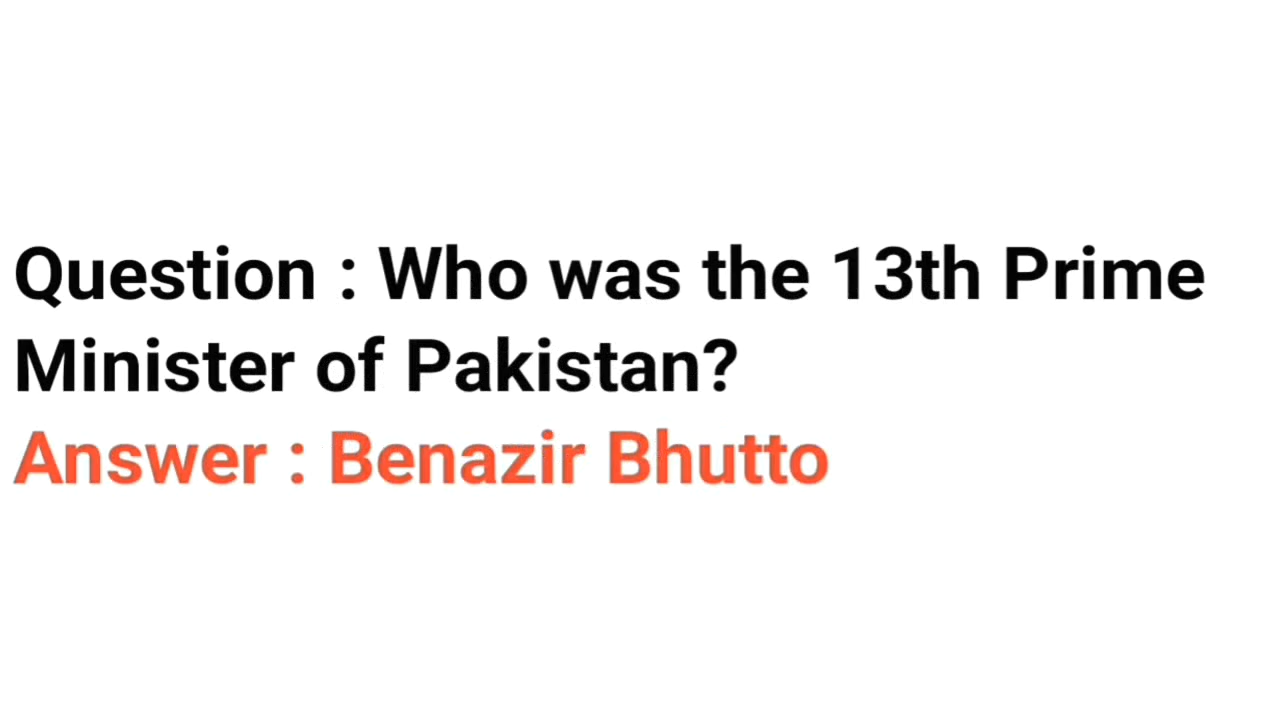 Question : Who was the 13th Prime
Minister of Pakistan?
Answer : Benazir Bhutto